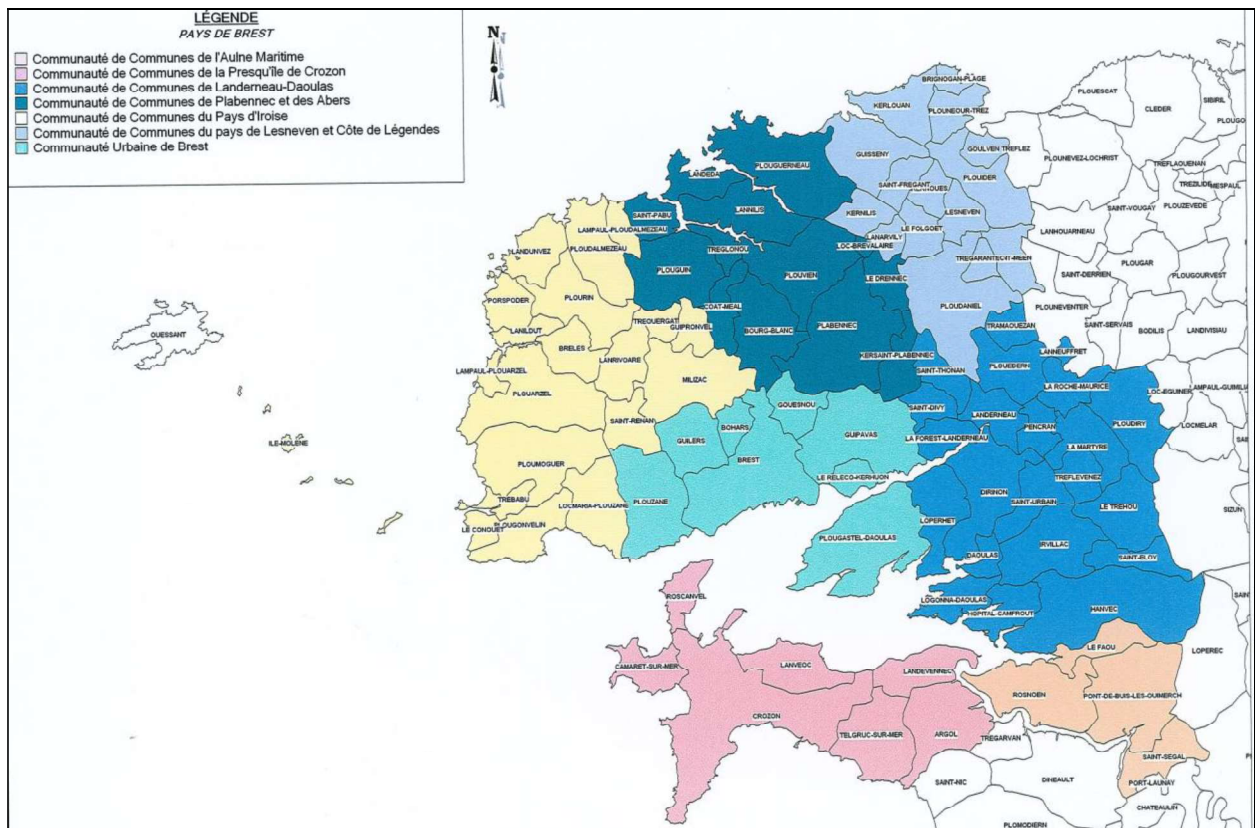 LÉGENDE
PAYS DE BREST
Communauté de Communes de l'Aulne Maritime
Communauté de Communes de la Presqu'île de Crozon
Communauté de Communes de Landerneau-Daoulas
Communauté de Communes de Plabennec et des Abers
Communauté de Communes du Pays d'Iroise
Communauté de Communes du pays de Lesneven et Côte de Légendes
Communauté Urbaine de Brest
N
BRIGNOGAN-PLAGE
PLOUESCAT
CLEDER
SIBIRIL
PLOUGO
KERLOUAN
PLOUNEOUR-TREZ
GOULVEN
TREFLEZ
PLOUNEVEZ-LOCHRIST
TREFLAOUENAN
PLOUGUERNEAU
GUISSENY
PLOUIDER
TREZILIDE
MESPAUL
LANDEDA
SAINT-FREGANT
SAINT-VOUGAY
PLOUZEVEDE
SAINT-PABU
LANNILIS
KERNILIS
LESNEVEN
LE FOLGOET
LANHOUARNEAU
LAMPAUL-PLOUDALMEZEAU
LANARVILY
LANDUNVEZ
PLOUDALMEZEAU
TREGLONOU
LOC-BREVALAIRE
PLOUGAR
PLOUGUIN
PLOUVIEN
LE DRENNEC
SAINT-DERRIEN
PLOUGOURVEST
PORSPODER
PLOURIN
COAT-MEAL
PLOUDANIEL
PLOUNEVENTER
OUESSANT
LANILDUT
TREOUERGAT
GUIPRONVEL
BOURG-BLANC
PLABENNEC
TRAMAOUEZAN
SAINT-SERVAIS
BODILIS
LANDIVISIAU
BRELES
LANRIVOARE
KERSAINT-PLABENNEC
LANNEUFFRET
LAMPAUL-PLOUARZEL
MILIZAC
SAINT-THONAN
PLOUEDERN
LA ROCHE-MAURICE
LOC-EGUINER
LAMPAUL-GUIMILIA
PLOUARZEL
SAINT-RENAN
GOUESNOU
SAINT-DIVY
LANDERNEAU
PLOUDIRY
ILE-MOLENE
GUILERS
BOHARS
GUIPAVAS
PENCRAN
LOCMELAR
LA FOREST-LANDERNEAU
LA MARTYRE
PLOUMOGUER
BREST
LE RELECQ-KERHUON
DIRINON
TREFLEVENEZ
TREBABU
LOCMARIA-PLOUZANE
PLOUZANE
SAINT-URBAIN
LE TREHOU
SIZUN
LE CONQUET
PLOUGONVELIN
LOPERHET
PLOUGASTEL-DAOULAS
IRVILLAC
DAOULAS
SAINT-ELOY
ROSCANVEL
LOGONNA-DAOULAS
HOPITAL-CAMFROUT
HANVEC
LE FAOU
LOPEREC
CAMARET-SUR-MER
LANVEOC
LANDEVENNEC
ROSNOEN
PONT-DE-BUIS-LES-QUIMERCH
CROZON
TELGRUC-SUR-MER
ARGOL
TREGARVAN
SAINT-SEGAL
SAINT-NIC
DINEAULT
PORT-LAUNAY
CHATEAULIN
PLOMODIERN